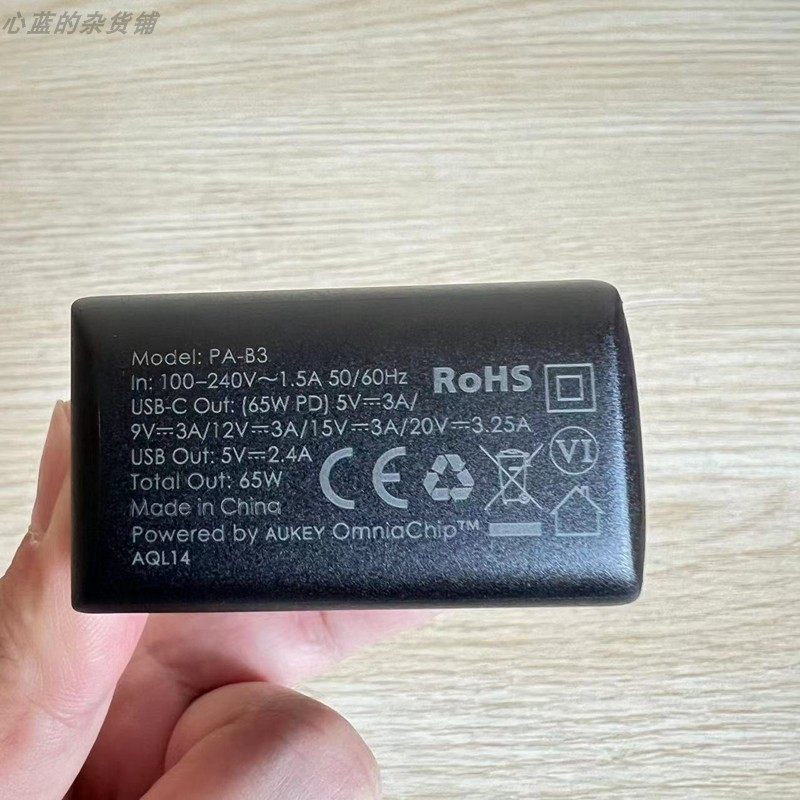 心蓝的杂货铺
Model: PA-B3
In: 100-240V～1.5A 50/60Hz
USB-C Out: (65W PD) 5V⎓3A/
9V⎓3A/12V⎓3A/15V⎓3A/20V⎓3.25A
USB Out: 5V⎓2.4A
Total Out: 65W
Made in China
Powered by AUKEY OmniaChip™
AQL14
RoHS
CE
VI